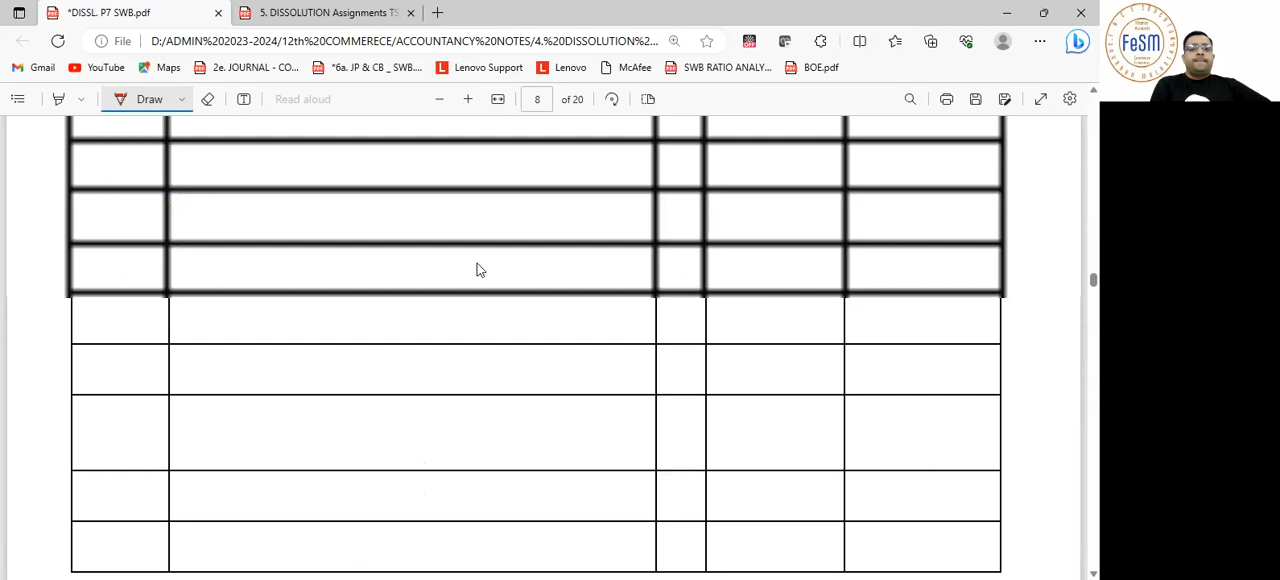 *DISSL. P7 SWB.pdf
5. DISSOLUTION Assignments TS
File
D:/ADMIN%202023-2024/12th%20COMMERECE/ACCOUNTANCE%20NOTES/4.%20DISSOLUTION%2...
Gmail
YouTube
Maps
2e. JOURNAL - CO...
*6a. JP & CB _ SWB....
Lenovo Support
Lenovo
McAfee
SWB RATIO ANALY...
BOE.pdf
Draw
Read aloud
8
of 20
FeSM